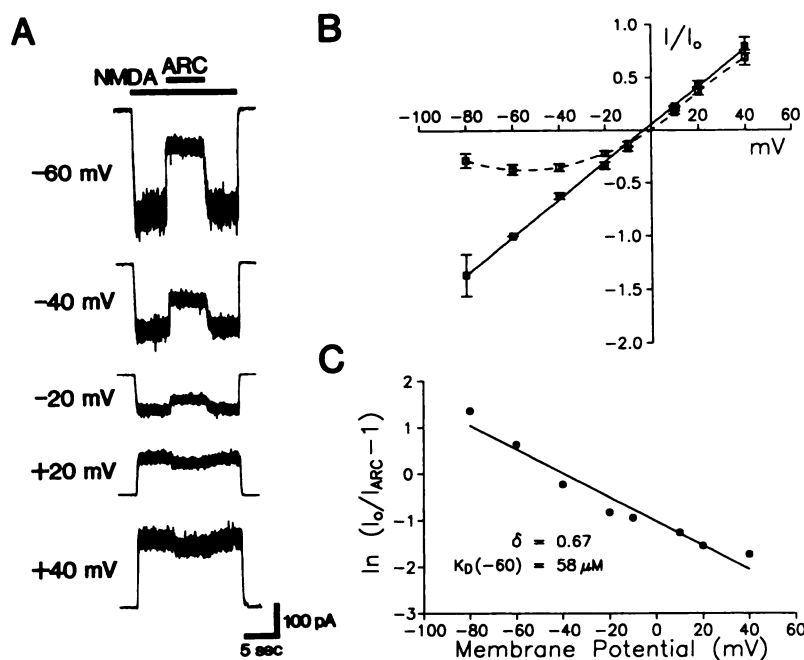 A
NMDA ARC
−60 mV
−40 mV
−20 mV
+20 mV
+40 mV
100 pA
5 sec
B
I/I₀
1.0
0.5
−100 −80 −60 −40 −20 0 20 40 60
mV
−0.5
−1.0
−1.5
−2.0
C
ln (I₀/I_ARC −1)
2
1
0
−1
−2
−3
δ = 0.67
K_D(−60) = 58 μM
−100 −80 −60 −40 −20 0 20 40 60
Membrane Potential (mV)